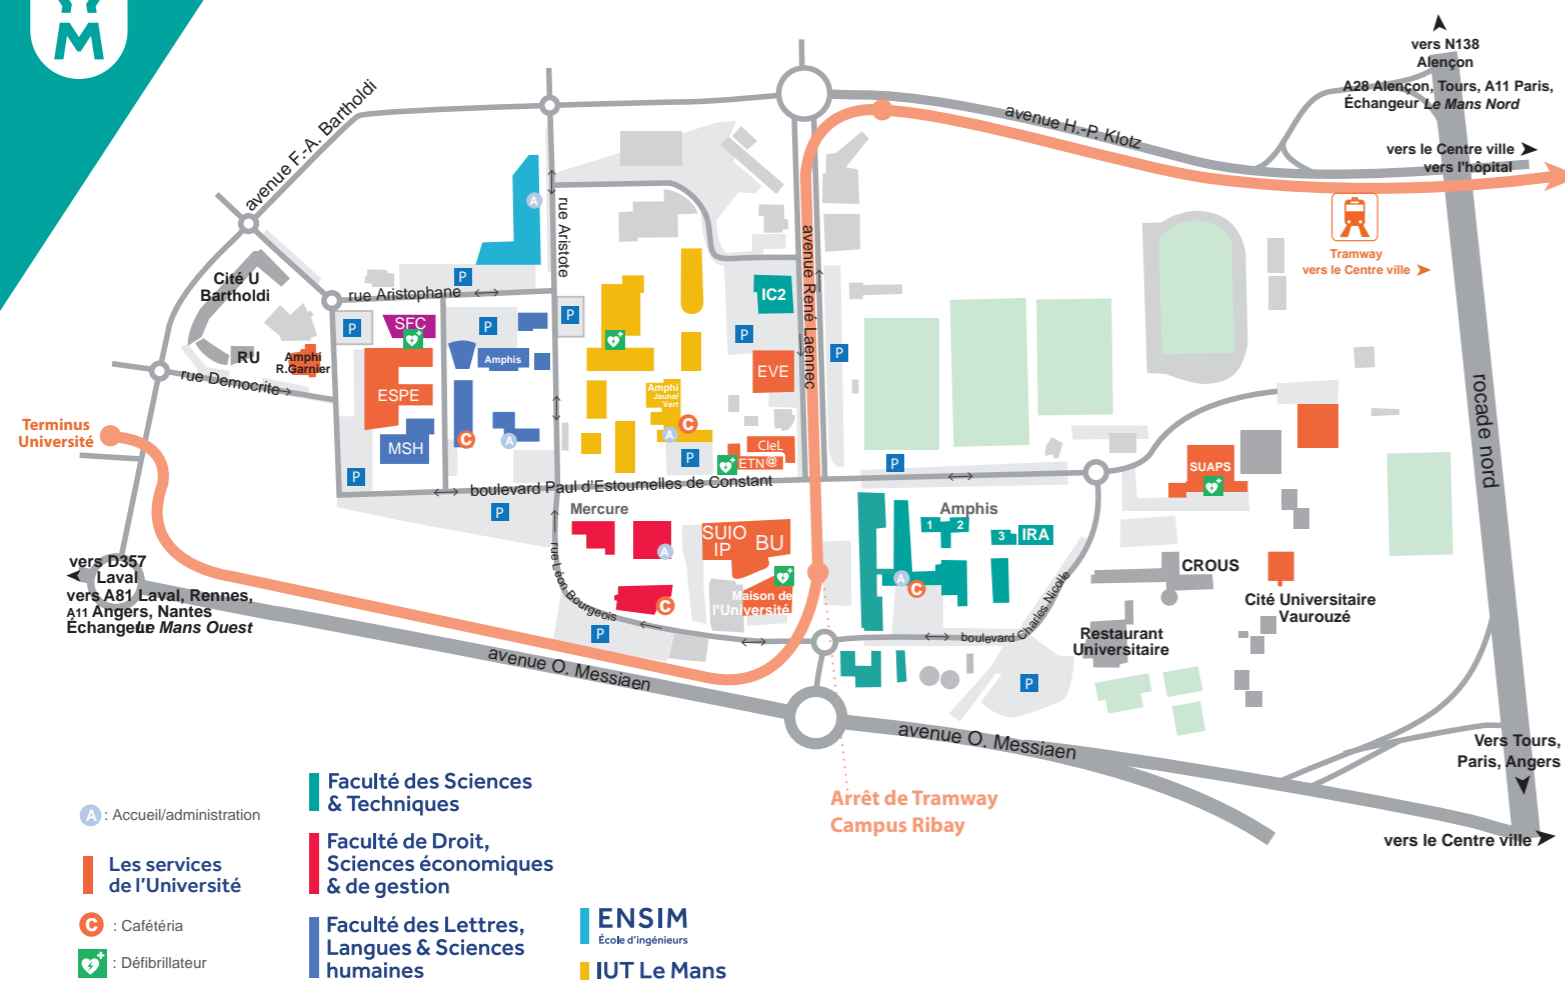 M
vers N138
Alençon
A28 Alençon, Tours, A11 Paris,
Échangeur Le Mans Nord
vers le Centre ville
vers l'hôpital
avenue F.-A. Bartholdi
avenue H.-P. Klotz
Tramway
vers le Centre ville
A
rue Aristote
avenue René Laennec
Cité U
Bartholdi
P
rue Aristophane
IC2
P
SFC
P
P
P
P
RU
Amphi
R.Garnier
Amphis
EVE
rue Democrite
ESPE
Amphi
Jaune/
Vert
rocade nord
Terminus
Université
MSH
C
A
A
C
CleL
P
ETN@
P
SUAPS
P
boulevard Paul d'Estournelles de Constant
P
Mercure
Amphis
1
2
3
IRA
SUIO
IP
BU
A
rue Léon Bourgeois
vers D357
Laval
vers A81 Laval, Rennes,
A11 Angers, Nantes
Échangeur
Le Mans Ouest
CROUS
A
C
C
Maison de
l'Université
Cité Universitaire
Vaurouzé
boulevard Charles Nicolle
Restaurant
Universitaire
P
P
avenue O. Messiaen
avenue O. Messiaen
Vers Tours,
Paris, Angers
vers le Centre ville
Arrêt de Tramway
Campus Ribay
A : Accueil/administration
Les services
de l'Université
C : Cafétéria
: Défibrillateur
Faculté des Sciences
& Techniques
Faculté de Droit,
Sciences économiques
& de gestion
Faculté des Lettres,
Langues & Sciences
humaines
ENSIM
École d'ingénieurs
IUT Le Mans